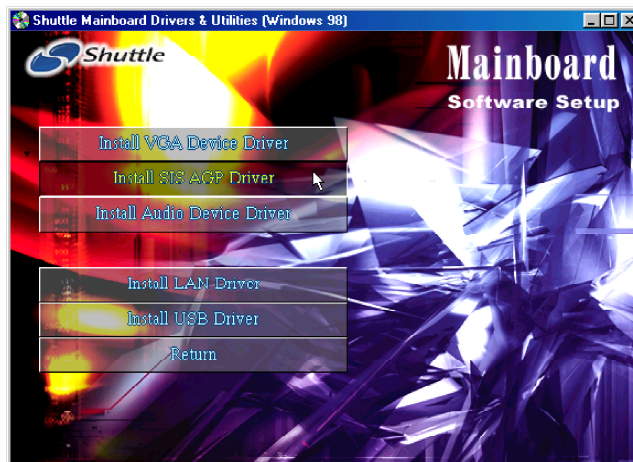 Shuttle Mainboard Drivers & Utilities (Windows 98)
Shuttle
Mainboard
Software Setup
Install VGA Device Driver
Install SIS AGP Driver
Install Audio Device Driver
Install LAN Driver
Install USB Driver
Return